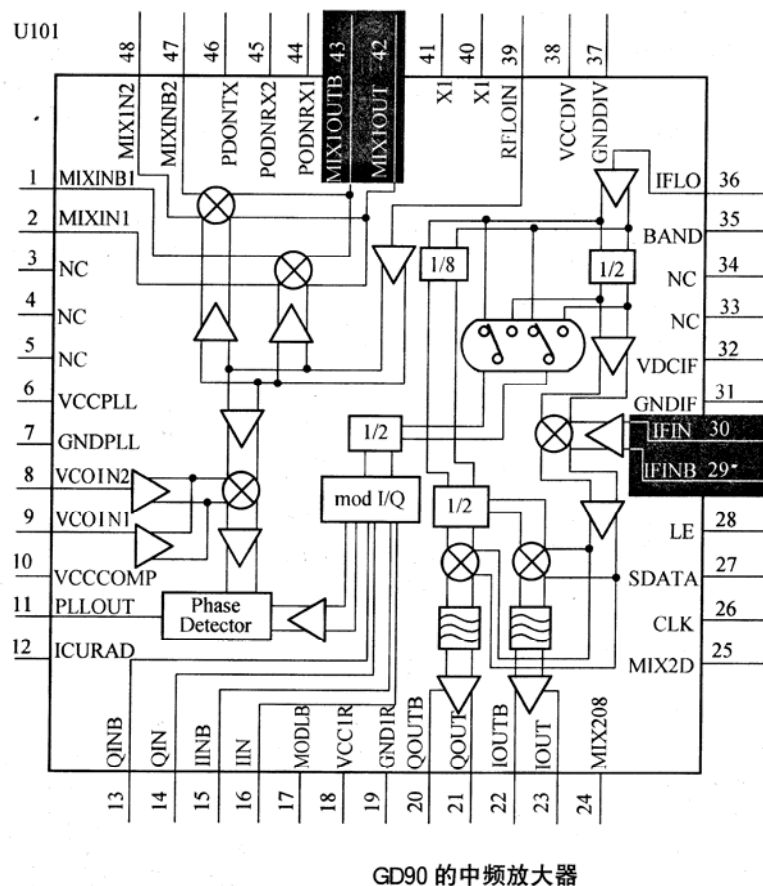 U101
48
47
46
45
44
43
42
41
40
39
38
37
MIX1N2
MIXINB2
PDONTX
PODNRX2
PODNRX1
MIX1OUTB
MIX1OUT
X1
X1
RFLOIN
VCCDIV
GNDDIV
1 MIXINB1
2 MIXIN1
3 NC
4 NC
5 NC
6 VCCPLL
7 GNDPLL
8 VCOIN2
9 VCOIN1
10 VCCCOMP
11 PLLOUT
12 ICURAD
IFLO 36
BAND 35
NC 34
NC 33
VDCIF 32
GNDIF 31
IFIN 30
IFINB 29
LE 28
SDATA 27
CLK 26
MIX2D 25
1/8
1/2
1/2
mod I/Q
1/2
Phase
Detector
QINB
QIN
IINB
IIN
MODLB
VCC1R
GND1R
QOUTB
QOUT
IOUTB
IOUT
MIX208
13
14
15
16
17
18
19
20
21
22
23
24
GD90 的中频放大器